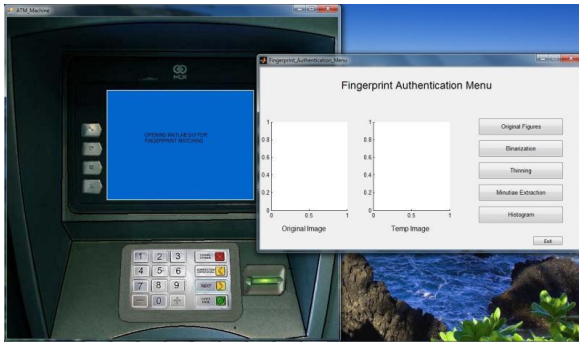 ATM_Machine
OPENING MATLAB GUI FOR
FINGERPRINT MATCHING
1 2 3
4 5 6
7 8 9
NEXT
0
Fingerprint_Authentication_Menu
Fingerprint Authentication Menu
1
0.8
0.6
0.4
0.2
0
0 0.5 1
Original Image
1
0.8
0.6
0.4
0.2
0
0 0.5 1
Temp Image
Original Figures
Binarization
Thinning
Minutiae Extraction
Histogram
Exit